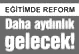 EĞİTİMDE REFORM
Daha aydınlık
gelecek!